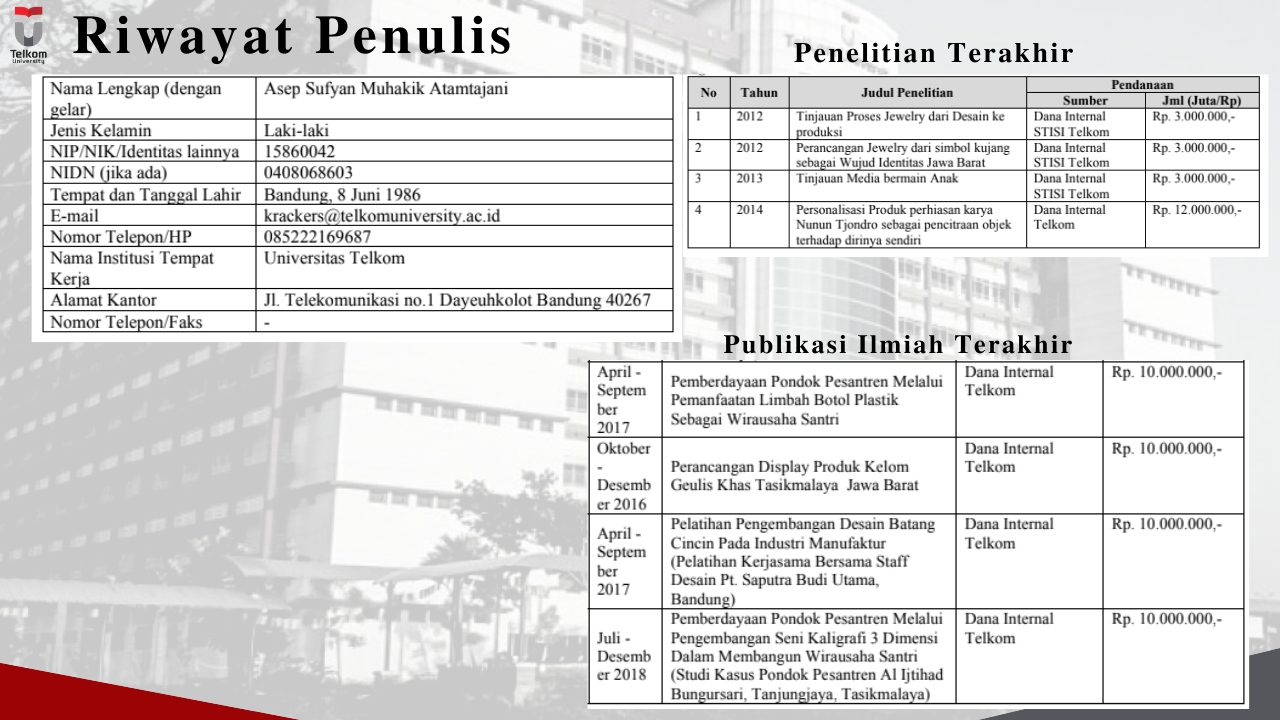 Telkom
University
Riwayat Penulis
Nama Lengkap (dengan gelar) Asep Sufyan Muhakik Atamtajani
Jenis Kelamin Laki-laki
NIP/NIK/Identitas lainnya 15860042
NIDN (jika ada) 0408068603
Tempat dan Tanggal Lahir Bandung, 8 Juni 1986
E-mail krackers@telkomuniversity.ac.id
Nomor Telepon/HP 085222169687
Nama Institusi Tempat Kerja Universitas Telkom
Alamat Kantor Jl. Telekomunikasi no.1 Dayeuhkolot Bandung 40267
Nomor Telepon/Faks -
Penelitian Terakhir
No Tahun Judul Penelitian Pendanaan
Sumber Jml (Juta/Rp)
1 2012 Tinjauan Proses Jewelry dari Desain ke Dana Internal Rp. 3.000.000,-
produksi STISI Telkom
2 2012 Perancangan Jewelry dari simbol kujang Dana Internal Rp. 3.000.000,-
sebagai Wujud Identitas Jawa Barat STISI Telkom
3 2013 Tinjauan Media bermain Anak Dana Internal Rp. 3.000.000,-
STISI Telkom
4 2014 Personalisasi Produk perhiasan karya Dana Internal Rp. 12.000.000,-
Nunun Tjondro sebagai pencitraan objek Telkom
terhadap dirinya sendiri
Publikasi Ilmiah Terakhir
April -
Septem
ber
2017
Pemberdayaan Pondok Pesantren Melalui
Pemanfaatan Limbah Botol Plastik
Sebagai Wirausaha Santri
Dana Internal
Telkom
Rp. 10.000.000,-
Oktober
-
Desemb
er 2016
Perancangan Display Produk Kelom
Geulis Khas Tasikmalaya Jawa Barat
Dana Internal
Telkom
Rp. 10.000.000,-
April -
Septem
ber
2017
Pelatihan Pengembangan Desain Batang
Cincin Pada Industri Manufaktur
(Pelatihan Kerjasama Bersama Staff
Desain Pt. Saputra Budi Utama,
Bandung)
Dana Internal
Telkom
Rp. 10.000.000,-
Juli -
Desemb
er 2018
Pemberdayaan Pondok Pesantren Melalui
Pengembangan Seni Kaligrafi 3 Dimensi
Dalam Membangun Wirausaha Santri
(Studi Kasus Pondok Pesantren Al Ijtihad
Bungursari, Tanjungjaya, Tasikmalaya)
Dana Internal
Telkom
Rp. 10.000.000,-